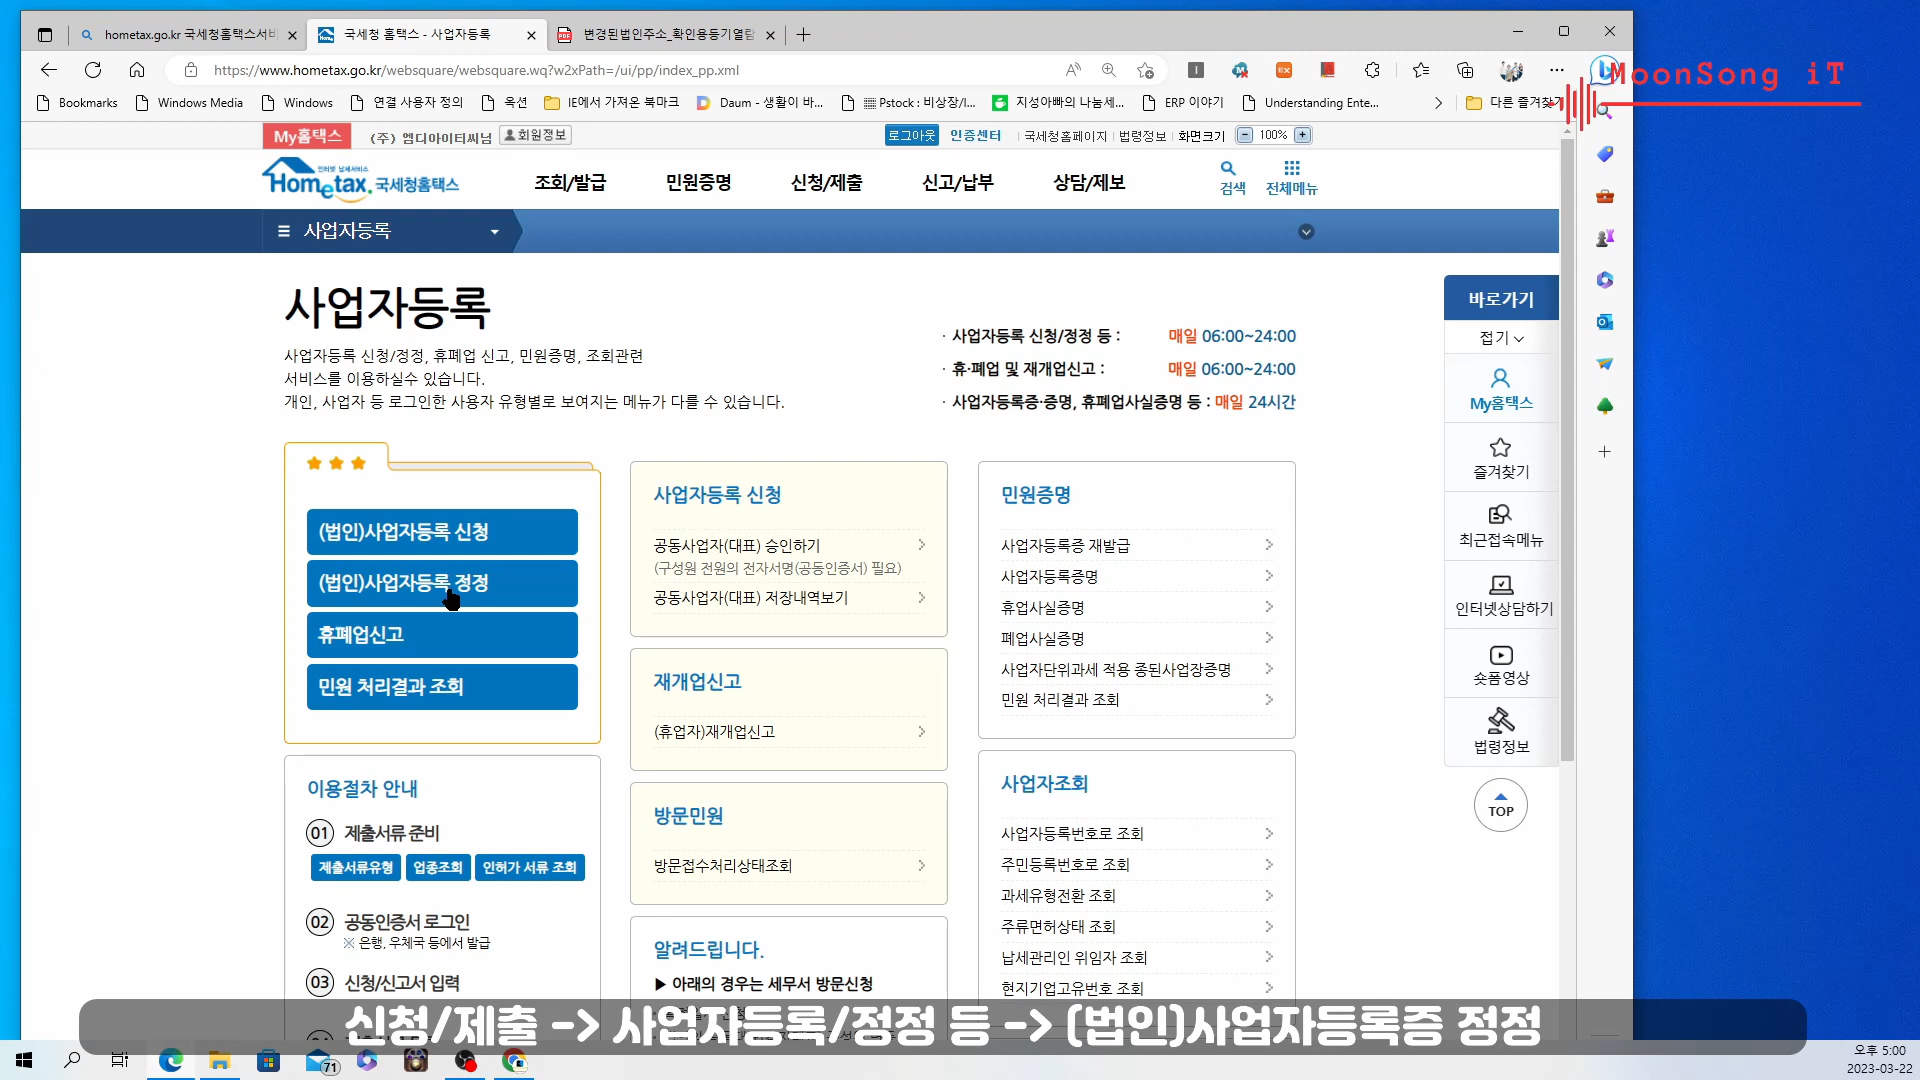 hometax.go.kr 국세청홈택스서비
국세청 홈택스 - 사업자등록
변경된법인주소_확인용등기열람
https://www.hometax.go.kr/websquare/websquare.wq?w2xPath=/ui/pp/index_pp.xml
Bookmarks
Windows Media
Windows
연결 사용자 정의
옥션
IE에서 가져온 북마크
Daum - 생활이 바...
Pstock : 비상장/I...
지성아빠의 나눔세...
ERP 이야기
Understanding Ente...
다른 즐겨찾기
MoonSong iT
My홈택스
(주) 엠디아이티씨님
회원정보
로그아웃
인증센터
국세청홈페이지
법령정보
화면크기
100%
인터넷 납세서비스
Hometax. 국세청홈택스
조회/발급
민원증명
신청/제출
신고/납부
상담/제보
검색
전체메뉴
사업자등록
사업자등록
사업자등록 신청/정정, 휴폐업 신고, 민원증명, 조회관련
서비스를 이용하실수 있습니다.
개인, 사업자 등 로그인한 사용자 유형별로 보여지는 메뉴가 다를 수 있습니다.
· 사업자등록 신청/정정 등 : 매일 06:00~24:00
· 휴·폐업 및 재개업신고 : 매일 06:00~24:00
· 사업자등록증·증명, 휴폐업사실증명 등 : 매일 24시간
(법인)사업자등록 신청
(법인)사업자등록 정정
휴폐업신고
민원 처리결과 조회
이용절차 안내
01 제출서류 준비
제출서류유형
업종조회
인허가 서류 조회
02 공동인증서 로그인
※ 은행, 우체국 등에서 발급
03 신청/신고서 입력
사업자등록 신청
공동사업자(대표) 승인하기
(구성원 전원의 전자서명(공동인증서) 필요)
공동사업자(대표) 저장내역보기
재개업신고
(휴업자)재개업신고
방문민원
방문접수처리상태조회
알려드립니다.
▶ 아래의 경우는 세무서 방문신청
민원증명
사업자등록증 재발급
사업자등록증명
휴업사실증명
폐업사실증명
사업자단위과세 적용 종된사업장증명
민원 처리결과 조회
사업자조회
사업자등록번호로 조회
주민등록번호로 조회
과세유형전환 조회
주류면허상태 조회
납세관리인 위임자 조회
현지기업고유번호 조회
바로가기
접기
My홈택스
즐겨찾기
최근접속메뉴
인터넷상담하기
숏폼영상
법령정보
TOP
신청/제출 -> 사업자등록/정정 등 -> (법인)사업자등록증 정정
71
오후 5:00
2023-03-22